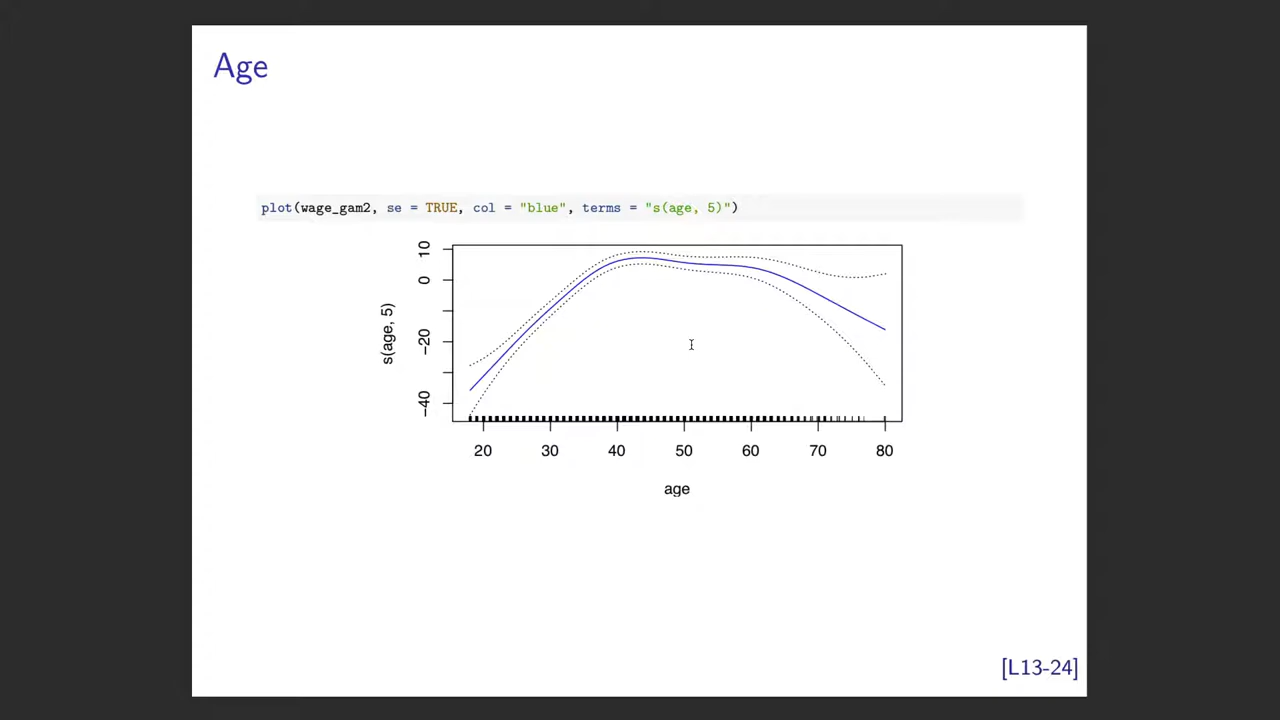 Age
plot(wage_gam2, se = TRUE, col = "blue", terms = "s(age, 5)")
s(age, 5)
10
0
−20
−40
20 30 40 50 60 70 80
age
[L13-24]